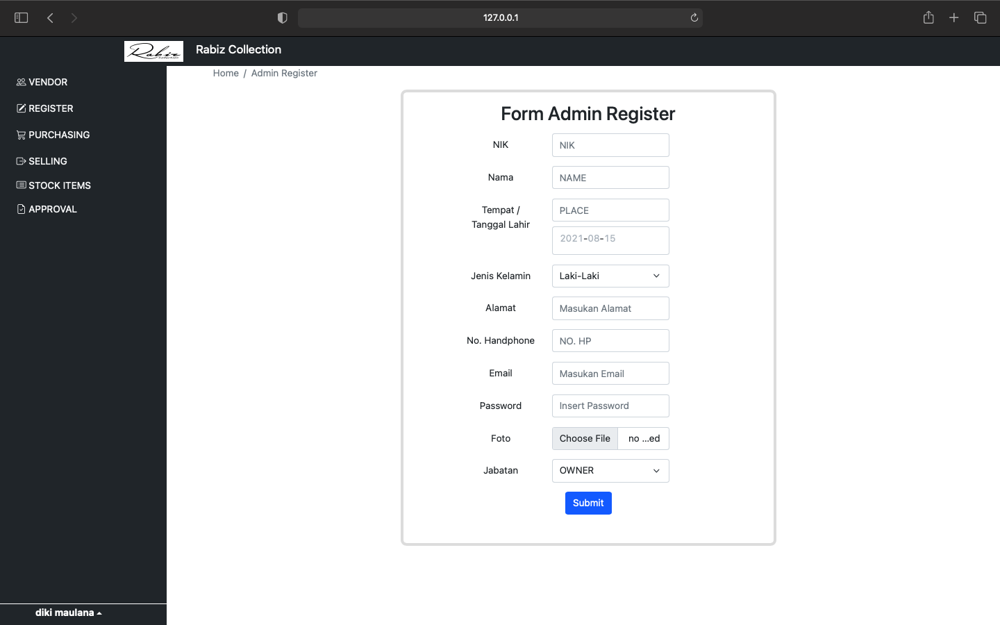 127.0.0.1
Rabiz
collection
Rabiz Collection
VENDOR
REGISTER
PURCHASING
SELLING
STOCK ITEMS
APPROVAL
diki maulana
Home / Admin Register
Form Admin Register
NIK NIK
Nama NAME
Tempat / PLACE
Tanggal Lahir
2021-08-15
Jenis Kelamin Laki-Laki
Alamat Masukan Alamat
No. Handphone NO. HP
Email Masukan Email
Password Insert Password
Foto Choose File no ...ed
Jabatan OWNER
Submit